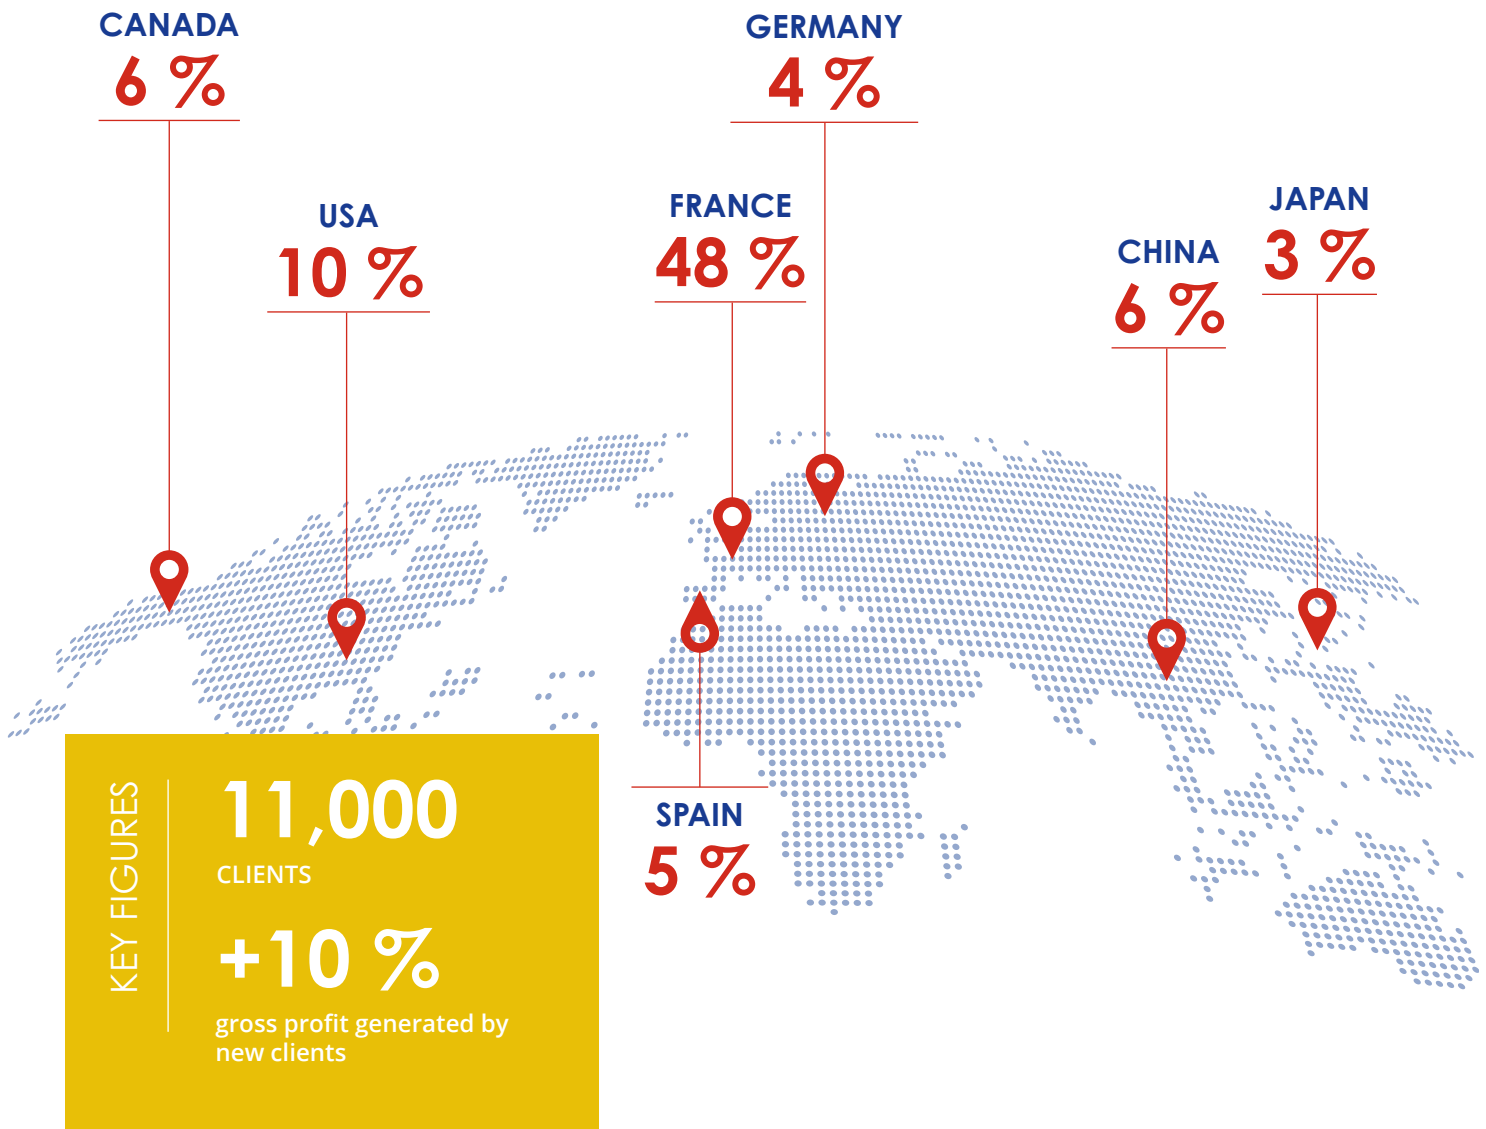 CANADA
6 %
GERMANY
4 %
USA
10 %
FRANCE
48 %
JAPAN
3 %
CHINA
6 %
SPAIN
5 %
KEY FIGURES
11,000
CLIENTS
+10 %
gross profit generated by
new clients